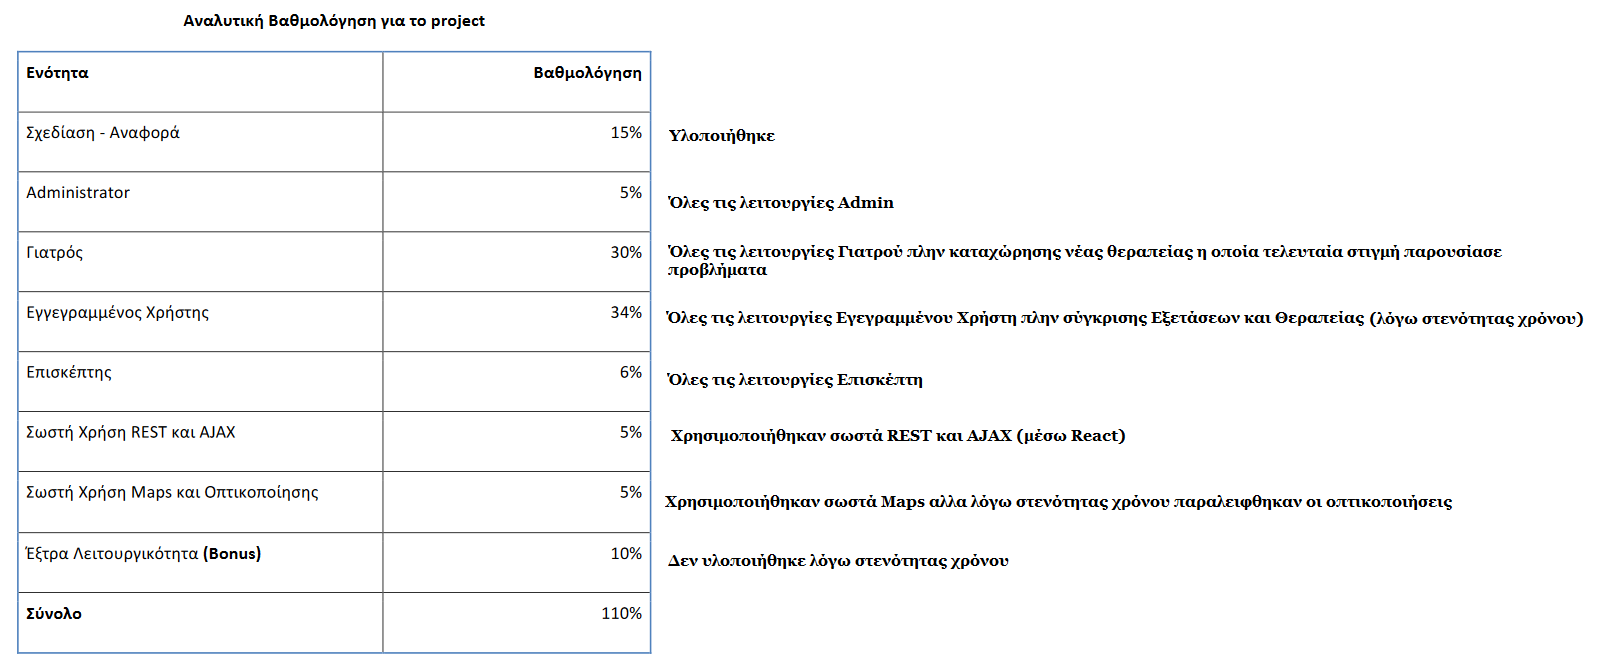 Αναλυτική Βαθμολόγηση για το project
Ενότητα Βαθμολόγηση
Σχεδίαση - Αναφορά 15% Υλοποιήθηκε
Administrator 5% Όλες τις λειτουργίες Admin
Γιατρός 30% Όλες τις λειτουργίες Γιατρού πλην καταχώρησης νέας θεραπείας η οποία τελευταία στιγμή παρουσίασε
προβλήματα
Εγγεγραμμένος Χρήστης 34% Όλες τις λειτουργίες Εγεγραμμένου Χρήστη πλην σύγκρισης Εξετάσεων και Θεραπείας (λόγω στενότητας χρόνου)
Επισκέπτης 6% Όλες τις λειτουργίες Επισκέπτη
Σωστή Χρήση REST και AJAX 5% Χρησιμοποιήθηκαν σωστά REST και AJAX (μέσω React)
Σωστή Χρήση Maps και Οπτικοποίησης 5% Χρησιμοποιήθηκαν σωστά Maps αλλα λόγω στενότητας χρόνου παραλειφθηκαν οι οπτικοποιήσεις
Έξτρα Λειτουργικότητα (Bonus) 10% Δεν υλοποιήθηκε λόγω στενότητας χρόνου
Σύνολο 110%